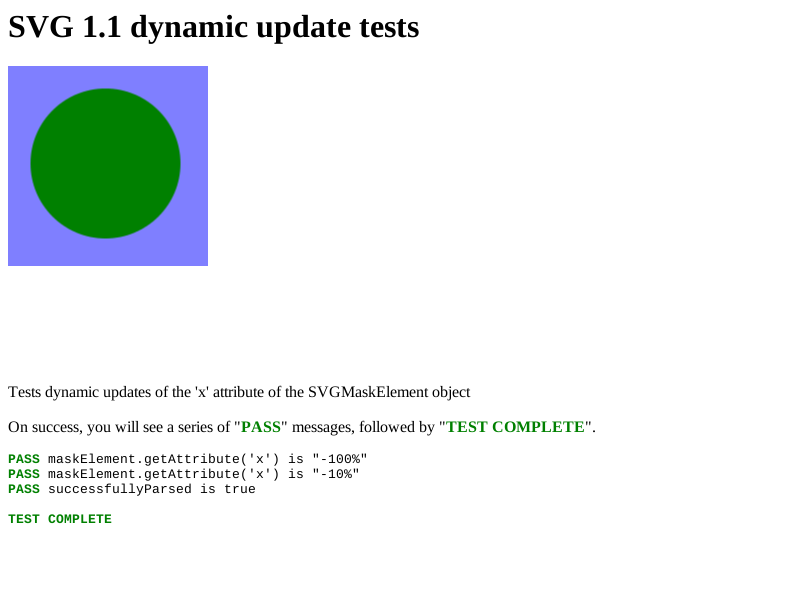 SVG 1.1 dynamic update tests
Tests dynamic updates of the 'x' attribute of the SVGMaskElement object
On success, you will see a series of "PASS" messages, followed by "TEST COMPLETE".
PASS maskElement.getAttribute('x') is "-100%"
PASS maskElement.getAttribute('x') is "-10%"
PASS successfullyParsed is true
TEST COMPLETE